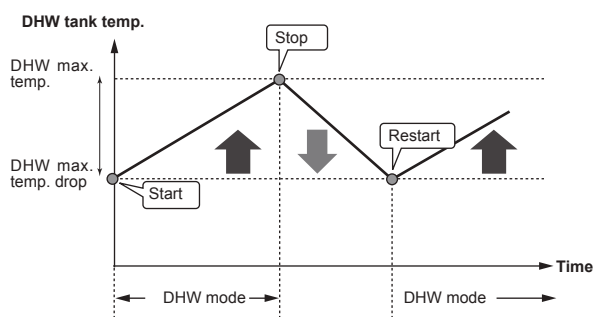 DHW tank temp.
Stop
DHW max.
temp.
Restart
DHW max.
temp. drop
Start
Time
DHW mode
DHW mode